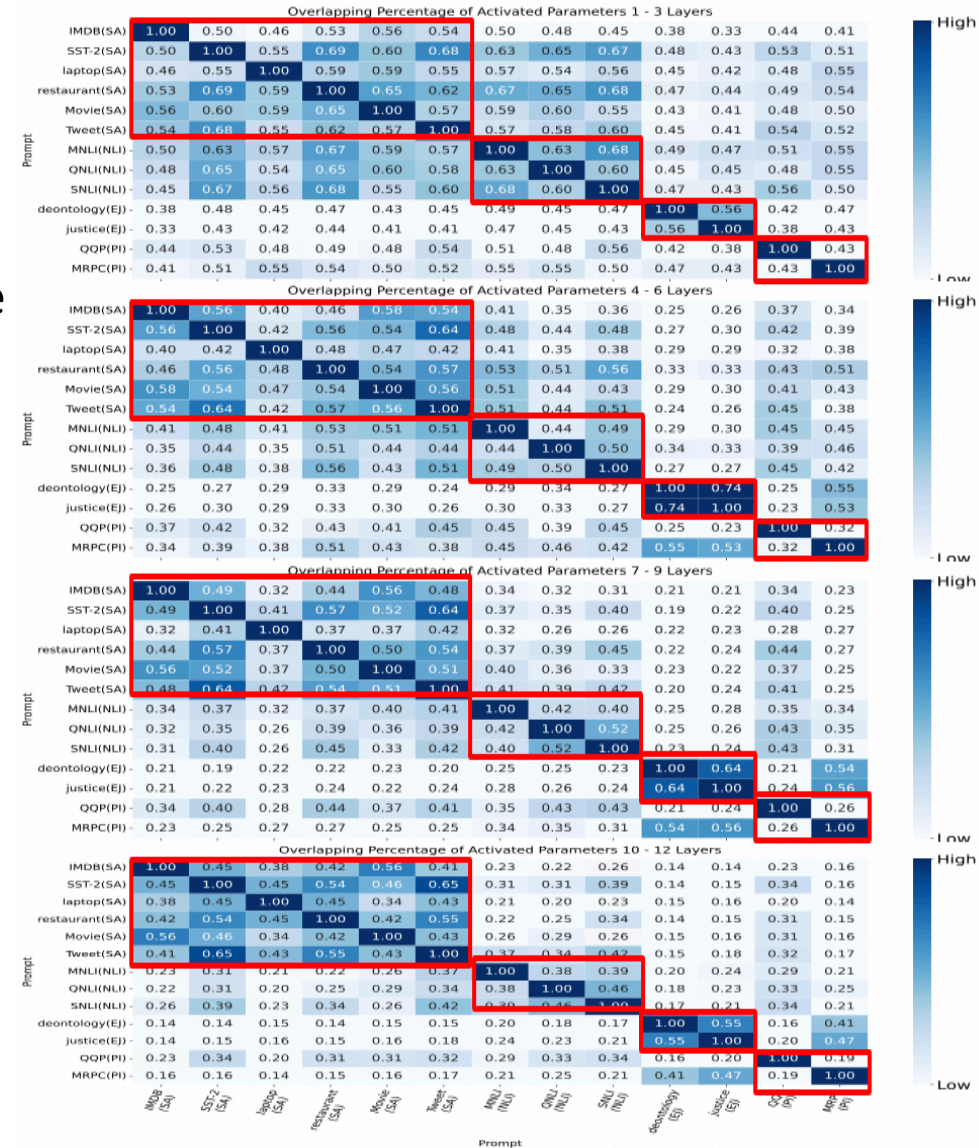 Overlapping Percentage of Activated Parameters 1 - 3 Layers
IMDB(SA) 1.00 0.50 0.46 0.53 0.56 0.54 0.50 0.48 0.45 0.38 0.33 0.44 0.41
SST-2(SA) 0.50 1.00 0.55 0.69 0.60 0.68 0.63 0.65 0.67 0.48 0.43 0.53 0.51
laptop(SA) 0.46 0.55 1.00 0.59 0.59 0.55 0.57 0.54 0.56 0.45 0.42 0.48 0.55
restaurant(SA) 0.53 0.69 0.59 1.00 0.65 0.62 0.67 0.65 0.68 0.47 0.44 0.49 0.54
Movie(SA) 0.56 0.60 0.59 0.65 1.00 0.57 0.59 0.60 0.55 0.43 0.41 0.48 0.50
Tweet(SA) 0.54 0.68 0.55 0.62 0.57 1.00 0.57 0.58 0.60 0.45 0.41 0.54 0.52
MNLI(NLI) 0.50 0.63 0.57 0.67 0.59 0.57 1.00 0.63 0.68 0.49 0.47 0.51 0.55
QNLI(NLI) 0.48 0.65 0.54 0.65 0.60 0.58 0.63 1.00 0.60 0.45 0.45 0.48 0.55
SNLI(NLI) 0.45 0.67 0.56 0.68 0.55 0.60 0.68 0.60 1.00 0.47 0.43 0.56 0.50
deontology(EJ) 0.38 0.48 0.45 0.47 0.43 0.45 0.49 0.45 0.47 1.00 0.56 0.42 0.47
justice(EJ) 0.33 0.43 0.42 0.44 0.41 0.41 0.47 0.45 0.43 0.56 1.00 0.38 0.43
QQP(PI) 0.44 0.53 0.48 0.49 0.48 0.54 0.51 0.48 0.56 0.42 0.38 1.00 0.43
MRPC(PI) 0.41 0.51 0.55 0.54 0.50 0.52 0.55 0.55 0.50 0.47 0.43 0.43 1.00
Prompt
High
Low
e
Overlapping Percentage of Activated Parameters 4 - 6 Layers
IMDB(SA) 1.00 0.56 0.40 0.46 0.58 0.54 0.41 0.35 0.36 0.25 0.26 0.37 0.34
SST-2(SA) 0.56 1.00 0.42 0.56 0.54 0.64 0.48 0.44 0.48 0.27 0.30 0.42 0.39
laptop(SA) 0.40 0.42 1.00 0.48 0.47 0.42 0.41 0.35 0.38 0.29 0.29 0.32 0.38
restaurant(SA) 0.46 0.56 0.48 1.00 0.54 0.57 0.53 0.51 0.56 0.33 0.33 0.43 0.51
Movie(SA) 0.58 0.54 0.47 0.54 1.00 0.56 0.51 0.44 0.43 0.29 0.30 0.41 0.43
Tweet(SA) 0.54 0.64 0.42 0.57 0.56 1.00 0.51 0.44 0.51 0.24 0.26 0.45 0.38
MNLI(NLI) 0.41 0.48 0.41 0.53 0.51 0.51 1.00 0.44 0.49 0.29 0.30 0.45 0.45
QNLI(NLI) 0.35 0.44 0.35 0.51 0.44 0.44 0.44 1.00 0.50 0.34 0.33 0.39 0.46
SNLI(NLI) 0.36 0.48 0.38 0.56 0.43 0.51 0.49 0.50 1.00 0.27 0.27 0.45 0.42
deontology(EJ) 0.25 0.27 0.29 0.33 0.29 0.24 0.29 0.34 0.27 1.00 0.74 0.25 0.55
justice(EJ) 0.26 0.30 0.29 0.33 0.30 0.26 0.30 0.33 0.27 0.74 1.00 0.23 0.53
QQP(PI) 0.37 0.42 0.32 0.43 0.41 0.45 0.45 0.39 0.45 0.25 0.23 1.00 0.32
MRPC(PI) 0.34 0.39 0.38 0.51 0.43 0.38 0.45 0.46 0.42 0.55 0.53 0.32 1.00
Prompt
High
Low
Overlapping Percentage of Activated Parameters 7 - 9 Layers
IMDB(SA) 1.00 0.49 0.32 0.44 0.56 0.48 0.34 0.32 0.31 0.21 0.21 0.34 0.23
SST-2(SA) 0.49 1.00 0.41 0.57 0.52 0.64 0.37 0.35 0.40 0.19 0.22 0.40 0.25
laptop(SA) 0.32 0.41 1.00 0.37 0.37 0.42 0.32 0.26 0.26 0.22 0.23 0.28 0.27
restaurant(SA) 0.44 0.57 0.37 1.00 0.50 0.54 0.37 0.39 0.45 0.22 0.24 0.44 0.27
Movie(SA) 0.56 0.52 0.37 0.50 1.00 0.51 0.40 0.36 0.33 0.23 0.22 0.37 0.25
Tweet(SA) 0.48 0.64 0.42 0.54 0.51 1.00 0.41 0.39 0.42 0.20 0.24 0.41 0.25
MNLI(NLI) 0.34 0.37 0.32 0.37 0.40 0.41 1.00 0.42 0.40 0.25 0.28 0.35 0.34
QNLI(NLI) 0.32 0.35 0.26 0.39 0.36 0.39 0.42 1.00 0.52 0.25 0.26 0.43 0.35
SNLI(NLI) 0.31 0.40 0.26 0.45 0.33 0.42 0.40 0.52 1.00 0.23 0.24 0.43 0.31
deontology(EJ) 0.21 0.19 0.22 0.22 0.23 0.20 0.25 0.25 0.23 1.00 0.64 0.21 0.54
justice(EJ) 0.21 0.22 0.23 0.24 0.22 0.24 0.28 0.26 0.24 0.64 1.00 0.24 0.56
QQP(PI) 0.34 0.40 0.28 0.44 0.37 0.41 0.35 0.43 0.43 0.21 0.24 1.00 0.26
MRPC(PI) 0.23 0.25 0.27 0.27 0.25 0.25 0.34 0.35 0.31 0.54 0.56 0.26 1.00
Prompt
High
Low
Overlapping Percentage of Activated Parameters 10 - 12 Layers
IMDB(SA) 1.00 0.45 0.38 0.42 0.56 0.41 0.23 0.22 0.26 0.14 0.14 0.23 0.16
SST-2(SA) 0.45 1.00 0.45 0.54 0.46 0.65 0.31 0.31 0.39 0.14 0.15 0.34 0.16
laptop(SA) 0.38 0.45 1.00 0.45 0.34 0.43 0.21 0.20 0.23 0.15 0.16 0.20 0.14
restaurant(SA) 0.42 0.54 0.45 1.00 0.42 0.55 0.22 0.25 0.34 0.14 0.15 0.31 0.15
Movie(SA) 0.56 0.46 0.34 0.42 1.00 0.43 0.26 0.29 0.26 0.15 0.16 0.31 0.16
Tweet(SA) 0.41 0.65 0.43 0.55 0.43 1.00 0.37 0.34 0.42 0.15 0.18 0.32 0.17
MNLI(NLI) 0.23 0.31 0.21 0.22 0.26 0.37 1.00 0.38 0.39 0.20 0.24 0.29 0.21
QNLI(NLI) 0.22 0.31 0.20 0.25 0.29 0.34 0.38 1.00 0.46 0.18 0.23 0.33 0.25
SNLI(NLI) 0.26 0.39 0.23 0.34 0.26 0.42 0.39 0.46 1.00 0.17 0.21 0.34 0.21
deontology(EJ) 0.14 0.14 0.15 0.14 0.15 0.15 0.20 0.18 0.17 1.00 0.55 0.16 0.41
justice(EJ) 0.14 0.15 0.16 0.15 0.16 0.18 0.24 0.23 0.21 0.55 1.00 0.20 0.47
QQP(PI) 0.23 0.34 0.20 0.31 0.31 0.32 0.29 0.33 0.34 0.16 0.20 1.00 0.19
MRPC(PI) 0.16 0.16 0.14 0.15 0.16 0.17 0.21 0.25 0.21 0.41 0.47 0.19 1.00
Prompt
High
Low
IMDB (SA) SST-2 (SA) laptop (SA) restaurant (SA) Movie (SA) Tweet (SA) MNLI (NLI) QNLI (NLI) SNLI (NLI) deontology (EJ) justice (EJ) QQ (PI) MRP (PI)
Prompt